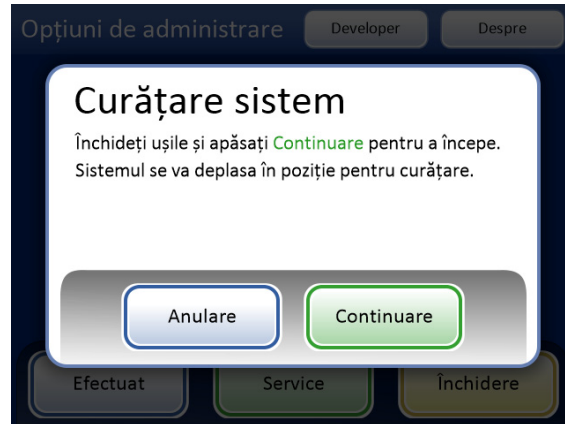 Opțiuni de administrare Developer Despre
Curățare sistem
Închideți ușile și apăsați Continuare pentru a începe.
Sistemul se va deplasa în poziție pentru curățare.
Anulare Continuare
Efectuat Service Închidere